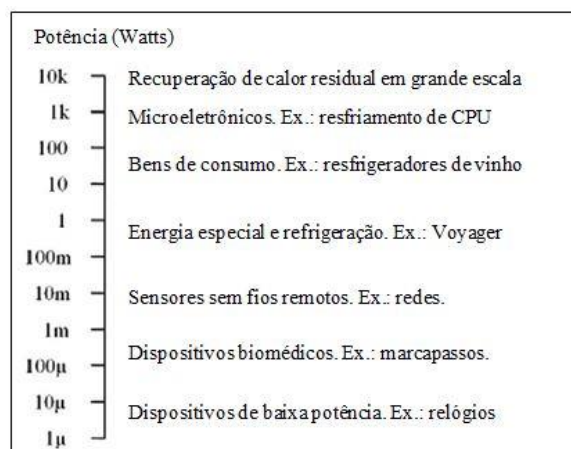 Potência (Watts)
10k Recuperação de calor residual em grande escala
1k Microeletrônicos. Ex.: resfriamento de CPU
100
Bens de consumo. Ex.: resfrigeradores de vinho
10
1
Energia especial e refrigeração. Ex.: Voyager
100m
10m Sensores sem fios remotos. Ex.: redes.
1m
Dispositivos biomédicos. Ex.: marcapassos.
100μ
10μ
Dispositivos de baixa potência. Ex.: relógios
1μ